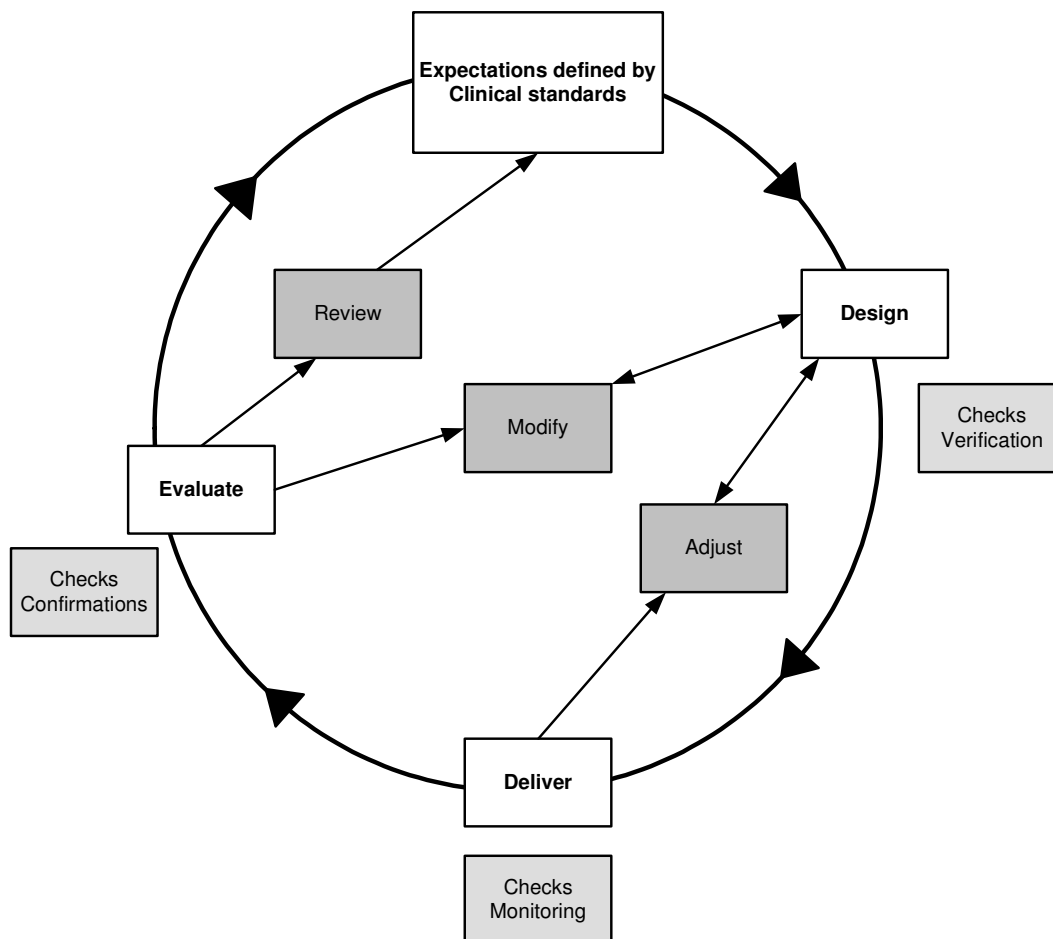 Expectations defined by
Clinical standards
Review
Design
Modify
Checks
Verification
Evaluate
Adjust
Checks
Confirmations
Deliver
Checks
Monitoring